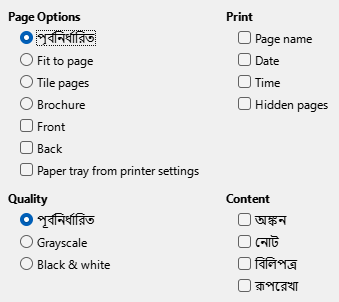 Page Options
পূর্বনির্ধারিত
Fit to page
Tile pages
Brochure
Front
Back
Paper tray from printer settings
Print
Page name
Date
Time
Hidden pages
Quality
পূর্বনির্ধারিত
Grayscale
Black & white
Content
অঙ্কন
নোট
বিলিপত্র
রূপরেখা